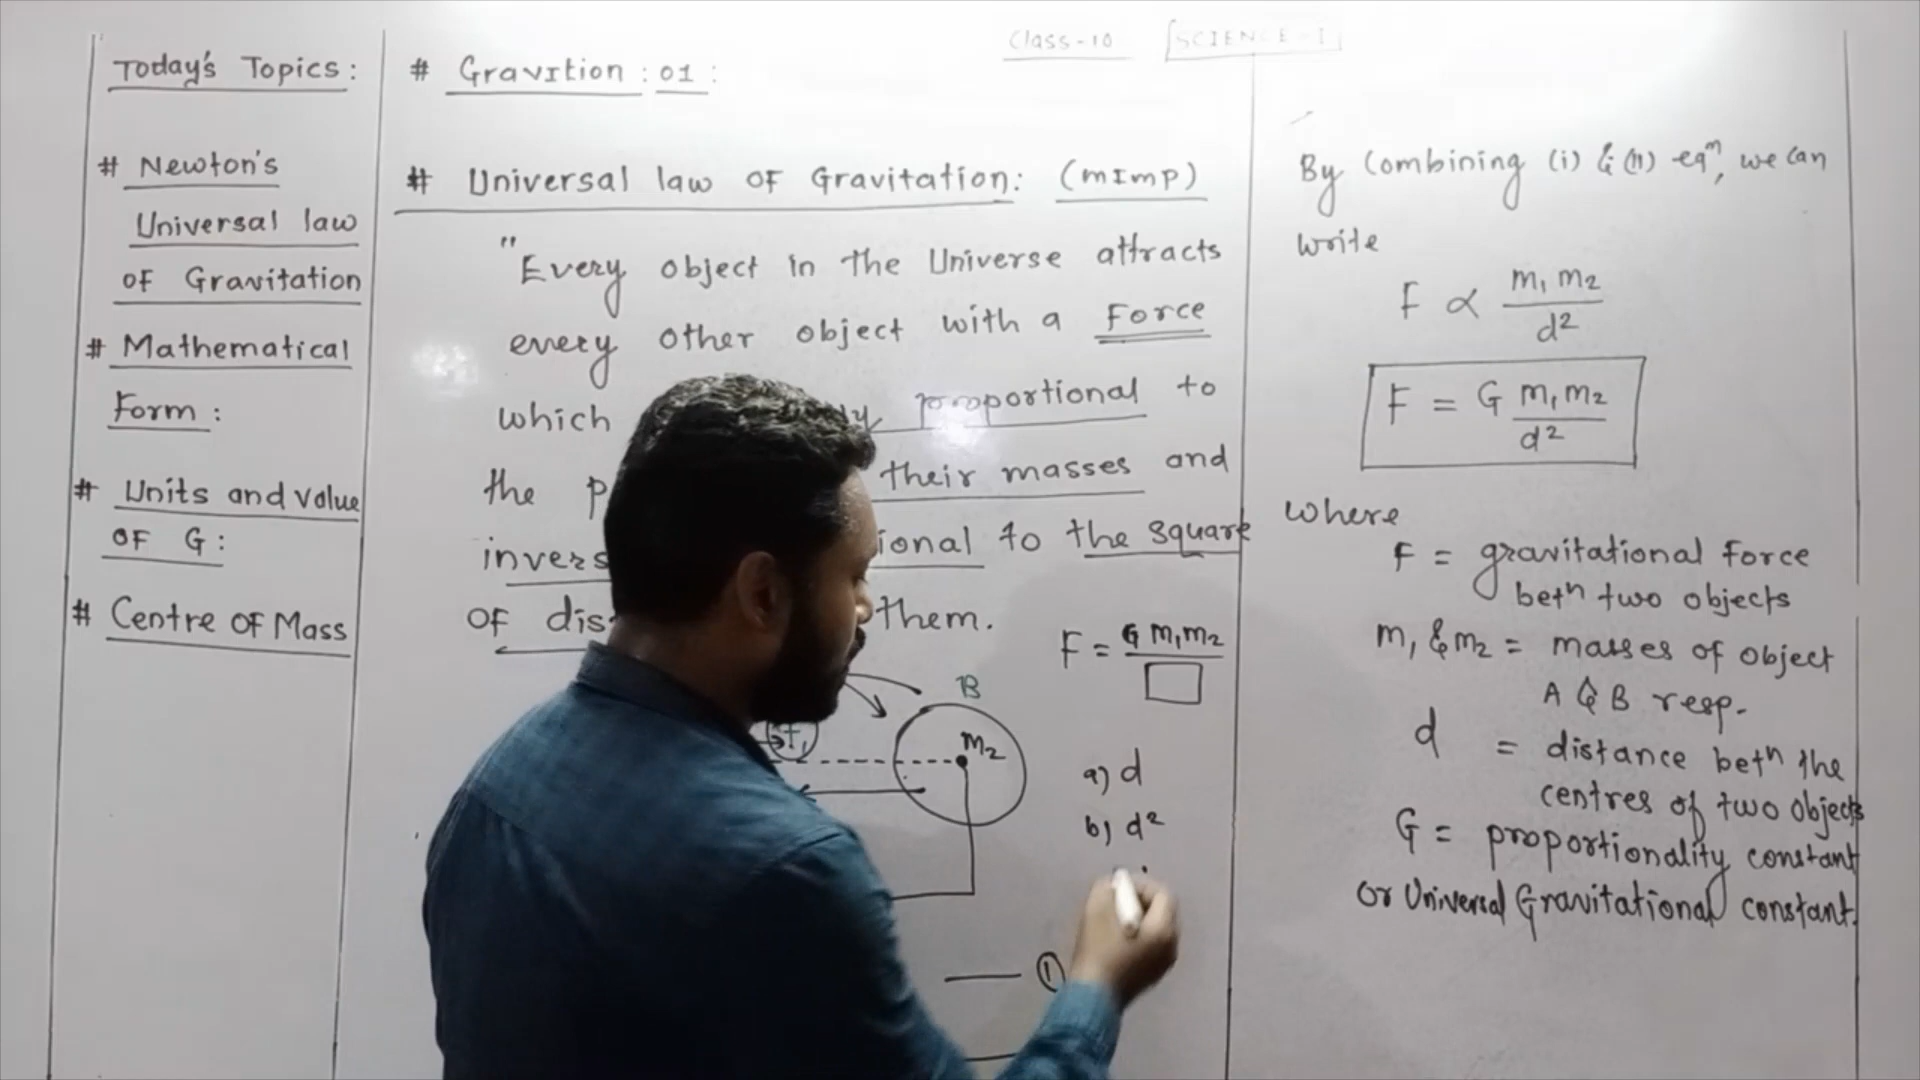 Class-10 SCIENCE-I
Today's Topics:
# Newton's
Universal law
OF Gravitation
# Mathematical
Form:
# Units and value
OF G:
# Centre OF Mass
# Gravition : 01 :
# Universal law OF Gravitation: (mImp)
"Every object in the Universe attracts
every other object with a Force
which proportional to
the their masses and
to the square
OF them.
F = G m1m2
B
m2
a) d
b) d²
①
By Combining (i) & (ii) eqⁿ, we can
write
F ∝ m1 m2
d²
F = G m1m2
d²
where
F = gravitational Force
betⁿ two objects
m1 & m2 = masses of object
A & B resp.
d = distance betⁿ the
centres of two objects
G = proportionality constant
or Universal Gravitational constant.